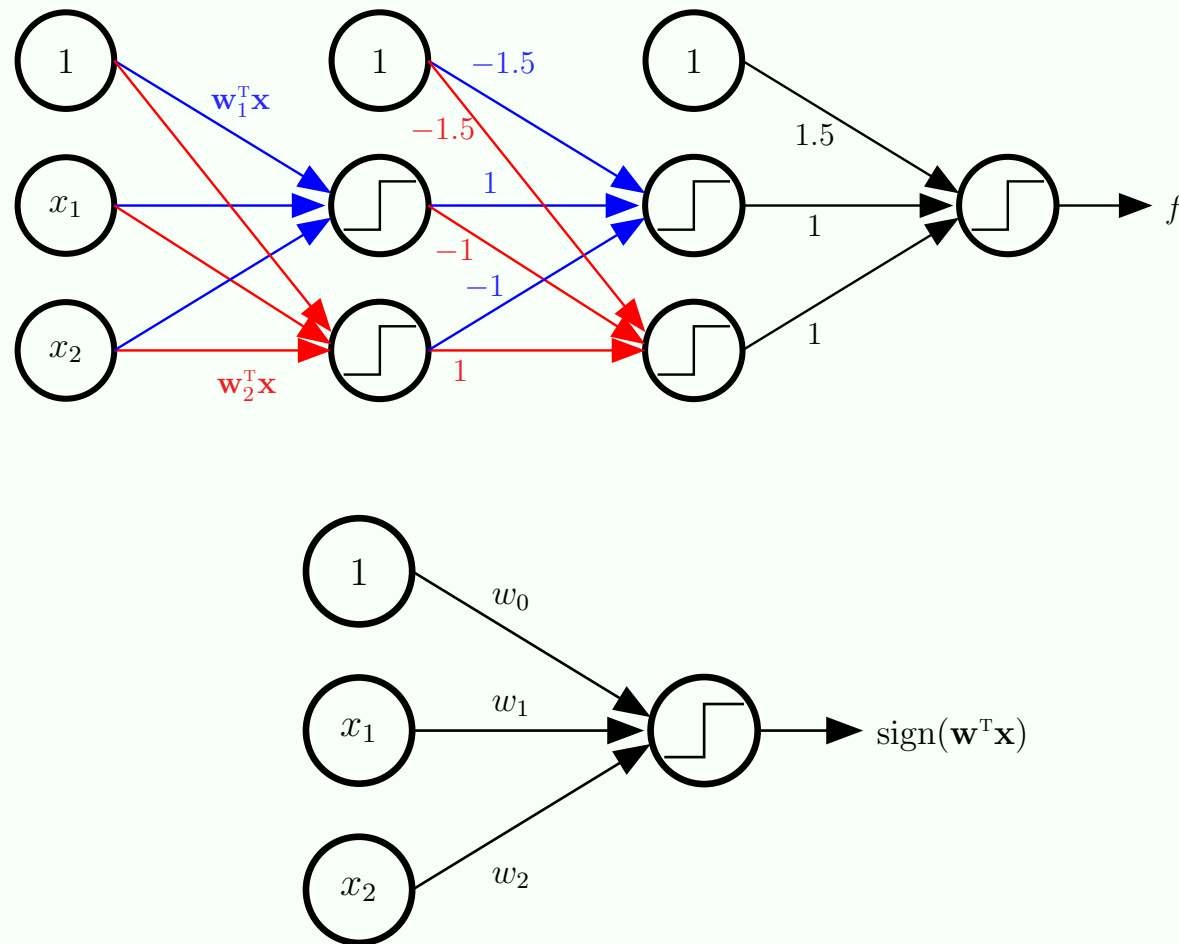 1 1 −1.5 1
w₁ᵀx −1.5 1.5
x₁ 1 1 f
−1
−1
x₂ 1
w₂ᵀx 1
1
w₀
x₁ w₁ sign(wᵀx)
x₂ w₂